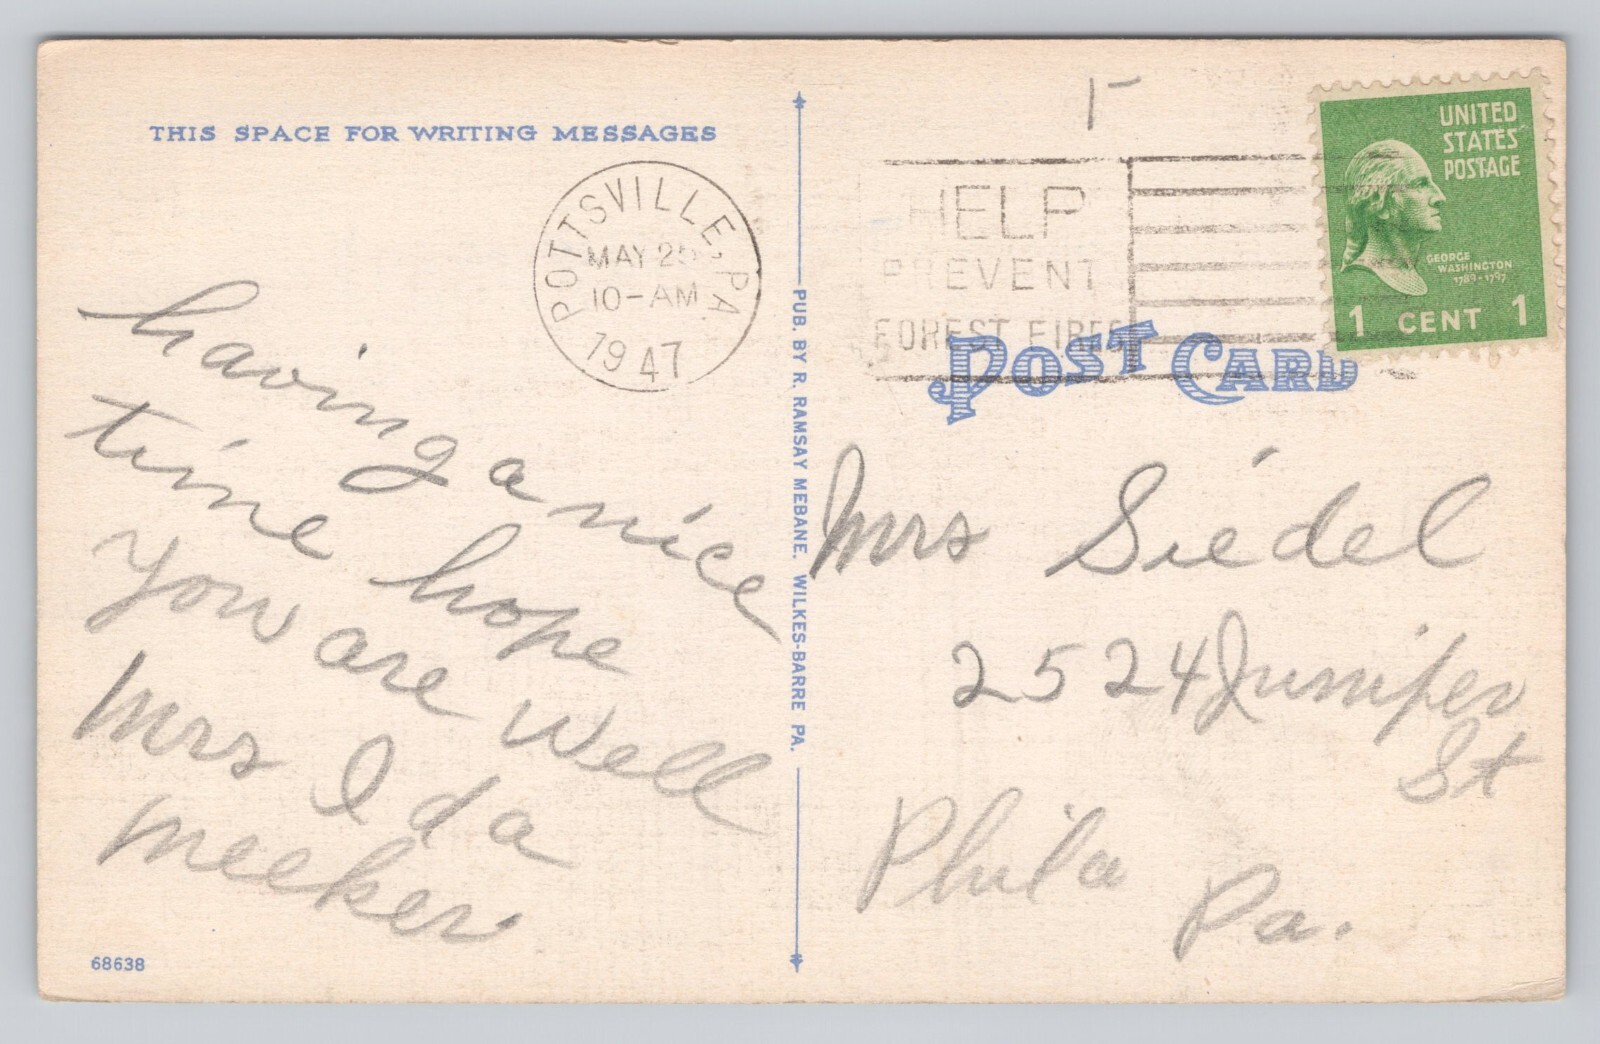 THIS SPACE FOR WRITING MESSAGES
POTTSVILLE, PA.
MAY 25
10-AM
1947
having a nice
time hope
you are well
Mrs Ida
Meeker.
68638
PUB. BY R. RAMSAY MEBANE. WILKES-BARRE PA.
HELP
PREVENT
FOREST FIRES
POST CARD
UNITED
STATES
POSTAGE
GEORGE
WASHINGTON
1789-1797
1 CENT 1
Mrs Siedel
2524 Juniper
St
Phila
Pa.